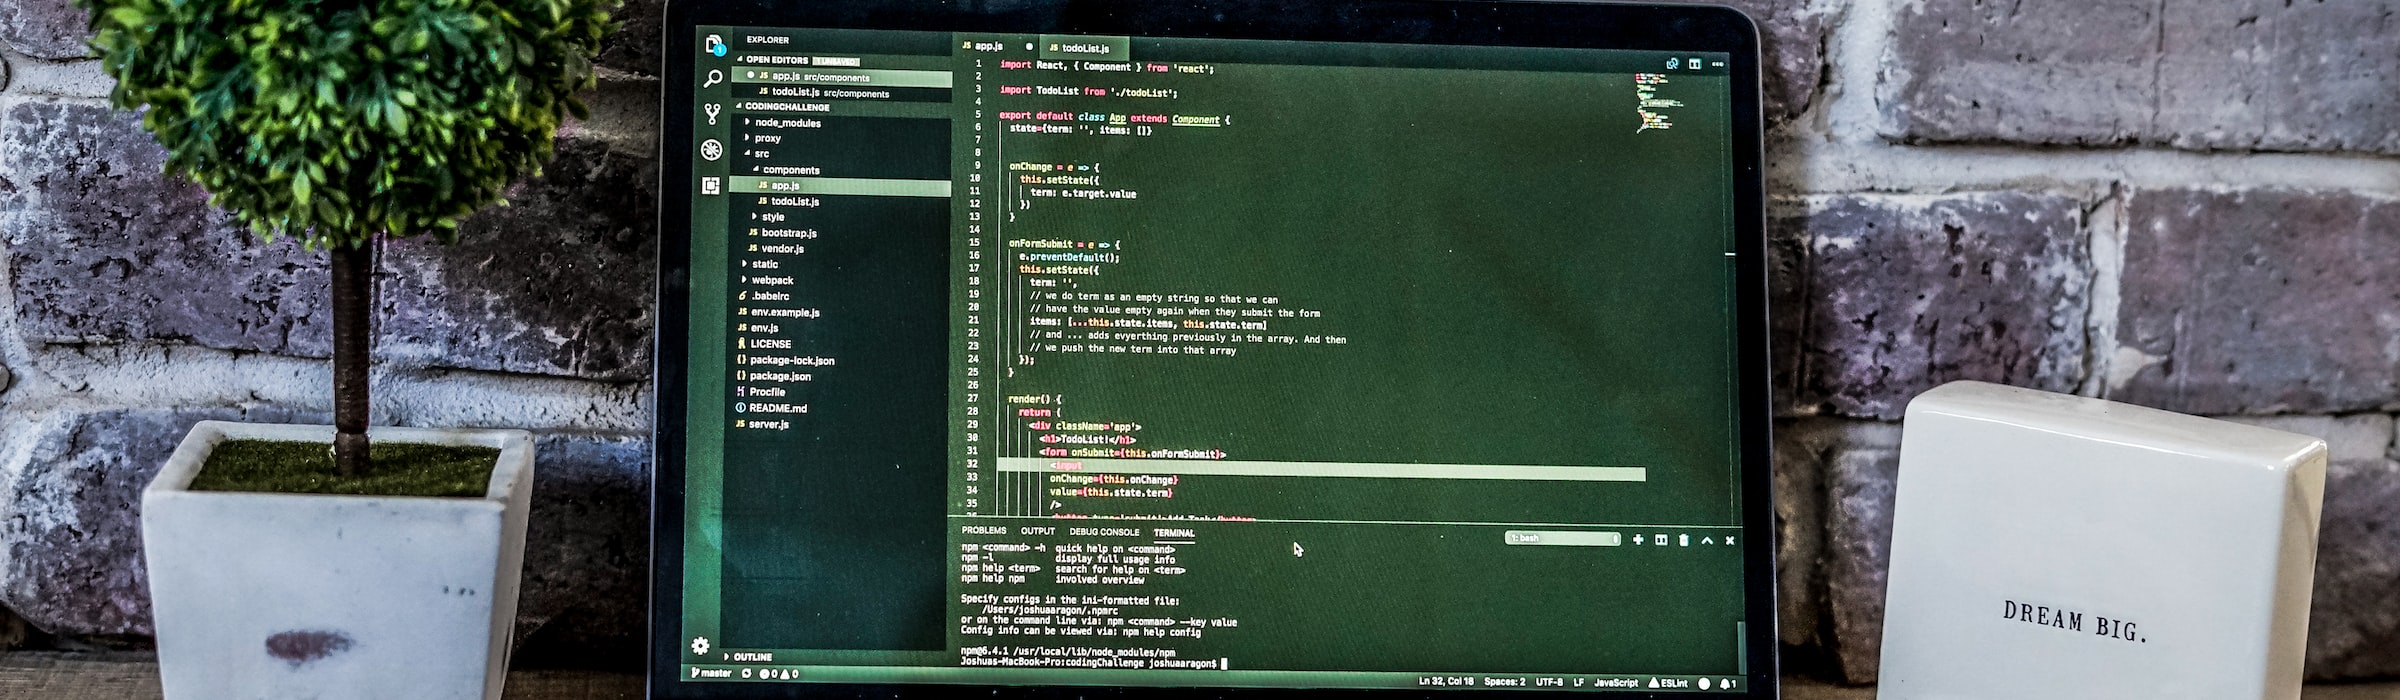 EXPLORER
OPEN EDITORS 1 UNSAVED
JS app.js src/components
JS todoList.js src/components
CODINGCHALLENGE
node_modules
proxy
src
components
JS app.js
JS todoList.js
style
JS bootstrap.js
JS vendor.js
static
webpack
.babelrc
JS env.example.js
JS env.js
LICENSE
{} package-lock.json
{} package.json
Procfile
README.md
JS server.js
OUTLINE
JS app.js
JS todoList.js
1 import React, { Component } from 'react';
2
3 import TodoList from './todoList';
4
5 export default class App extends Component {
6 state={term: '', items: []}
7
8
9 onChange = e => {
10 this.setState({
11 term: e.target.value
12 })
13 }
14
15 onFormSubmit = e => {
16 e.preventDefault();
17 this.setState({
18 term: '',
19 // we do term as an empty string so that we can
20 // have the value empty again when they submit the form
21 items: [...this.state.items, this.state.term]
22 // and ... adds evyerthing previously in the array. And then
23 // we push the new term into that array
24 });
25 }
26
27 render() {
28 return (
29 <div className='app'>
30 <h1>TodoList!</h1>
31 <form onSubmit={this.onFormSubmit}>
32 <input
33 onChange={this.onChange}
34 value={this.state.term}
35 />
PROBLEMS OUTPUT DEBUG CONSOLE TERMINAL
1: bash
npm <command> -h quick help on <command>
npm -l display full usage info
npm help <term> search for help on <term>
npm help npm involved overview
Specify configs in the ini-formatted file:
/Users/joshuaaragon/.npmrc
or on the command line via: npm <command> --key value
Config info can be viewed via: npm help config
npm@6.4.1 /usr/local/lib/node_modules/npm
Joshuas-MacBook-Pro:codingChallenge joshuaaragon$
master 0 0
Ln 32, Col 18 Spaces: 2 UTF-8 LF JavaScript ESLint 1
DREAM BIG.